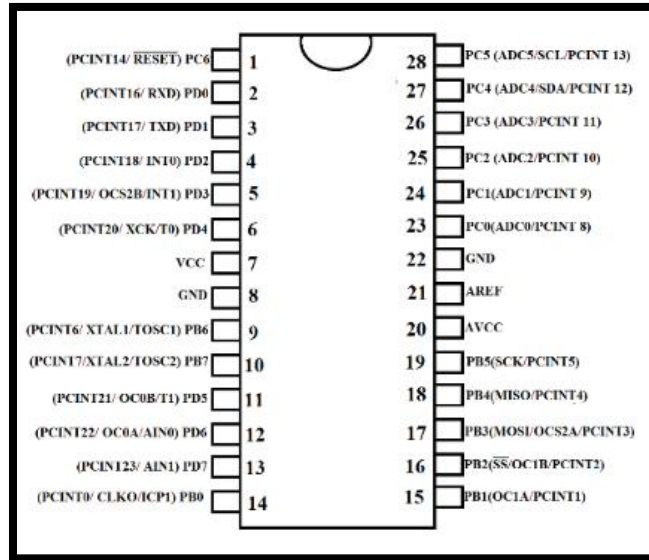 (PCINT14/ RESET) PC6 1
(PCINT16/ RXD) PD0 2
(PCINT17/ TXD) PD1 3
(PCINT18/ INT0) PD2 4
(PCINT19/ OCS2B/INT1) PD3 5
(PCINT20/ XCK/T0) PD4 6
VCC 7
GND 8
(PCINT6/ XTAL1/TOSC1) PB6 9
(PCINT7/XTAL2/TOSC2) PB7 10
(PCINT21/ OC0B/T1) PD5 11
(PCINT22/ OC0A/AIN0) PD6 12
(PCINT23/ AIN1) PD7 13
(PCINT0/ CLKO/ICP1) PB0 14
28 PC5 (ADC5/SCL/PCINT 13)
27 PC4 (ADC4/SDA/PCINT 12)
26 PC3 (ADC3/PCINT 11)
25 PC2 (ADC2/PCINT 10)
24 PC1(ADC1/PCINT 9)
23 PC0(ADC0/PCINT 8)
22 GND
21 AREF
20 AVCC
19 PB5(SCK/PCINT5)
18 PB4(MISO/PCINT4)
17 PB3(MOSI/OCS2A/PCINT3)
16 PB2(SS/OC1B/PCINT2)
15 PB1(OC1A/PCINT1)